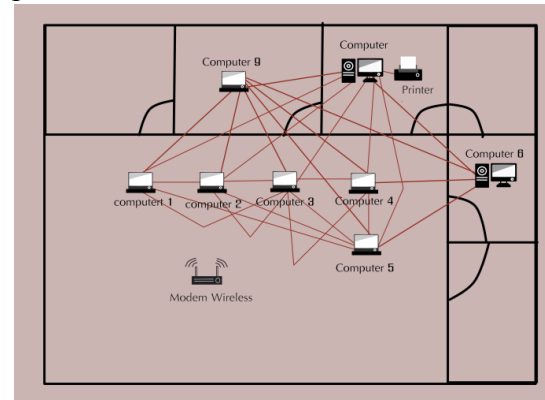 Computer
Computer 9
Printer
Computer 6
computert 1
computer 2
Computer 3
Computer 4
Computer 5
Modem Wireless